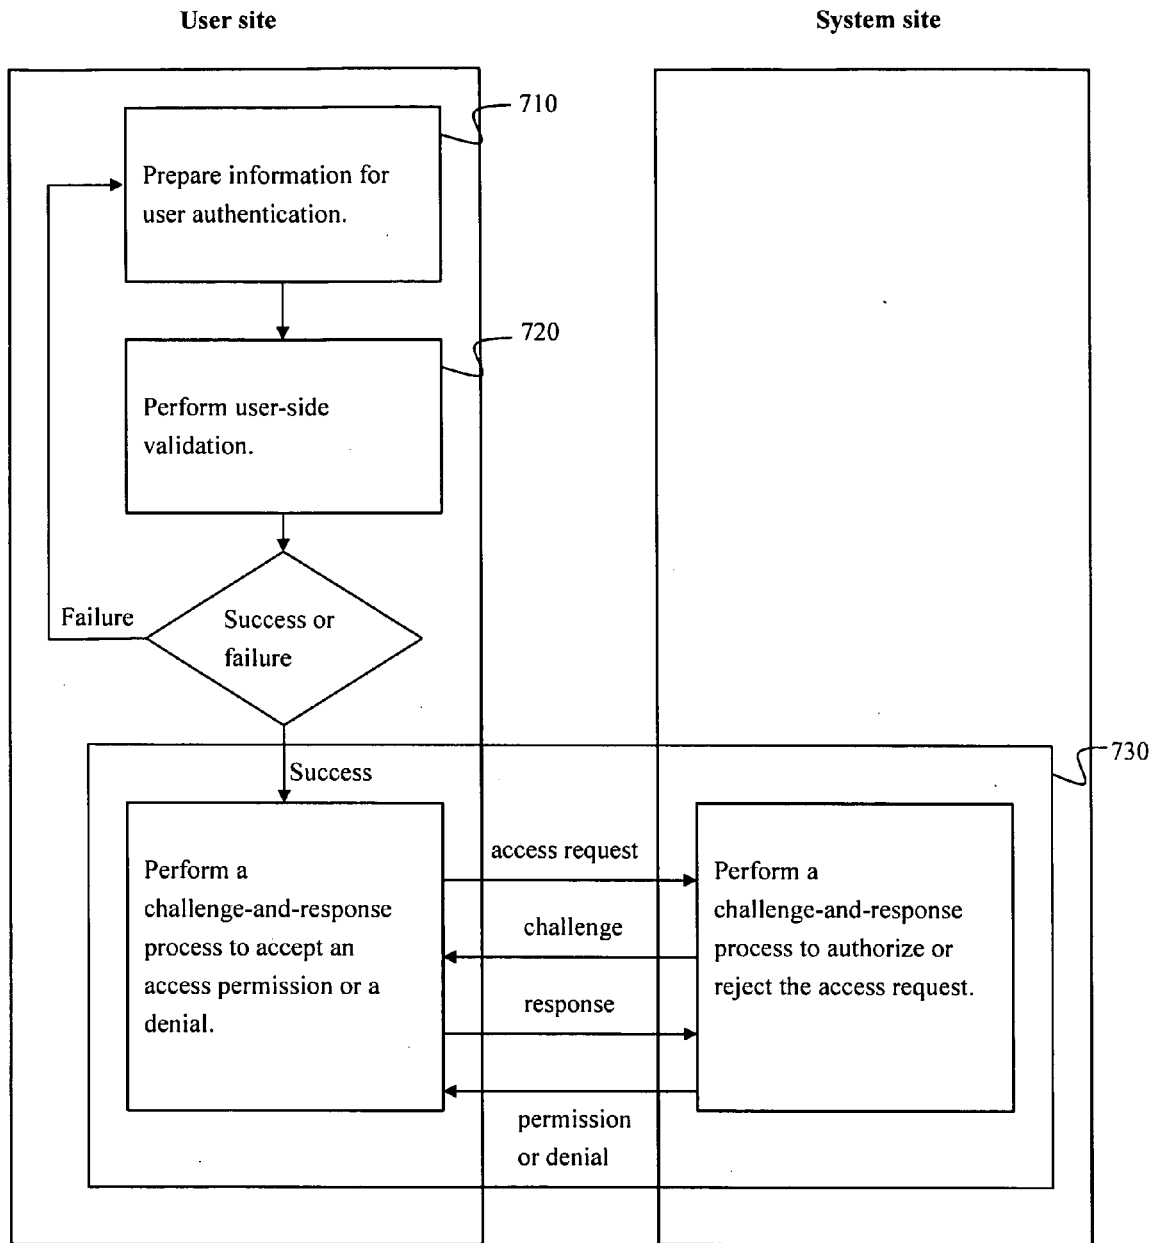 User site
System site
710
Prepare information for
user authentication.
720
Perform user-side
validation.
Failure
Success or
failure
730
Success
Perform a
challenge-and-response
process to accept an
access permission or a
denial.
access request
challenge
response
permission
or denial
Perform a
challenge-and-response
process to authorize or
reject the access request.